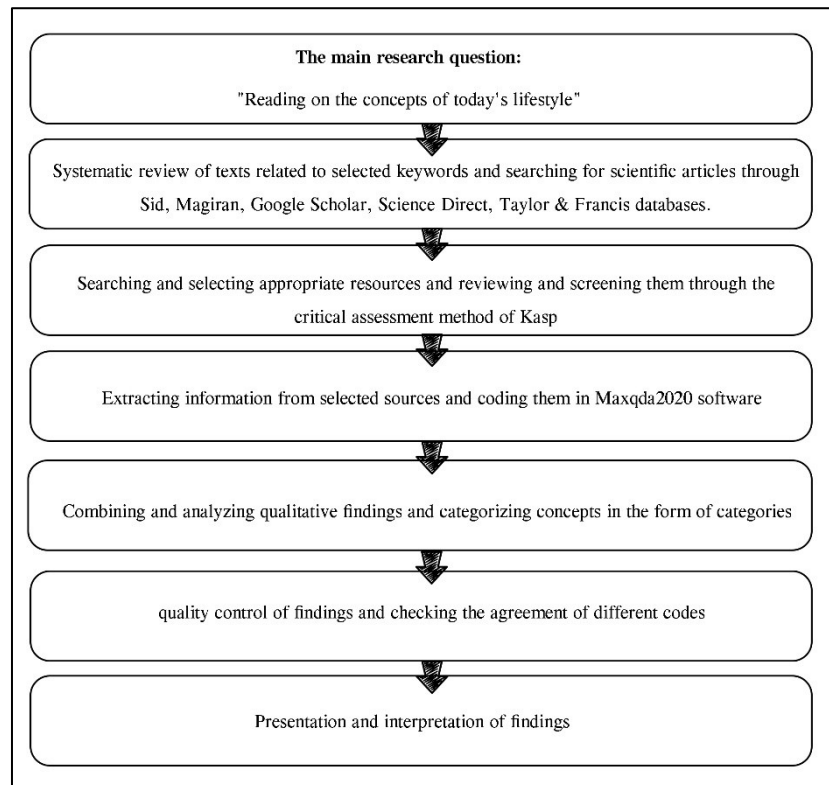 The main research question:
"Reading on the concepts of today's lifestyle"
Systematic review of texts related to selected keywords and searching for scientific articles through
Sid, Magiran, Google Scholar, Science Direct, Taylor & Francis databases.
Searching and selecting appropriate resources and reviewing and screening them through the
critical assessment method of Kasp
Extracting information from selected sources and coding them in Maxqda2020 software
Combining and analyzing qualitative findings and categorizing concepts in the form of categories
quality control of findings and checking the agreement of different codes
Presentation and interpretation of findings